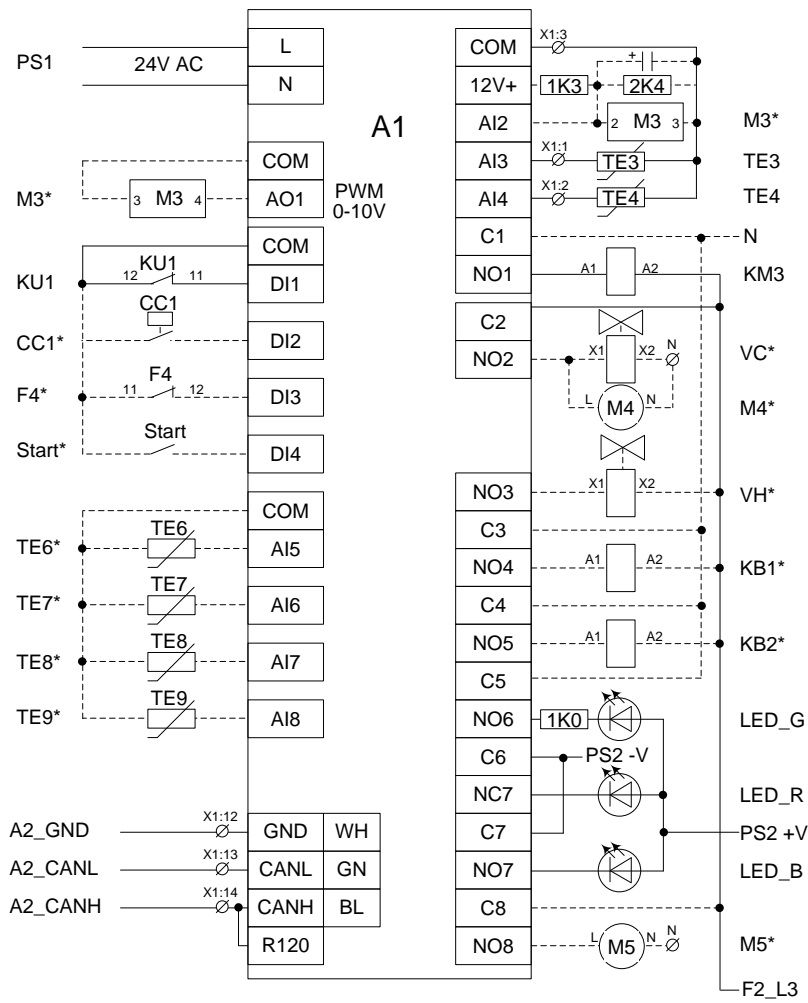 L COM X1:3
PS1 24V AC +
N 12V+ 1K3 2K4
A1 AI2 2 M3 3 M3*
COM AI3 X1:1 TE3 TE3
M3* 3 M3 4 AO1 PWM AI4 X1:2 TE4 TE4
0-10V
COM C1 N
KU1 12 KU1 11 DI1 NO1 A1 A2 KM3
CC1 C2
CC1* DI2 NO2 X1 X2 N VC*
F4* 11 F4 12 DI3 L M4 N M4*
Start
Start* DI4
COM NO3 X1 X2 VH*
TE6* TE6 AI5 C3
NO4 A1 A2 KB1*
TE7* TE7 AI6 C4
NO5 A1 A2 KB2*
TE8* TE8 AI7 C5
TE9* TE9 AI8 NO6 1K0 LED_G
C6 PS2 -V
NC7 LED_R
A2_GND X1:12 GND WH C7 PS2 +V
A2_CANL X1:13 CANL GN NO7 LED_B
A2_CANH X1:14 CANH BL C8
R120 NO8 L M5 N N M5*
F2_L3